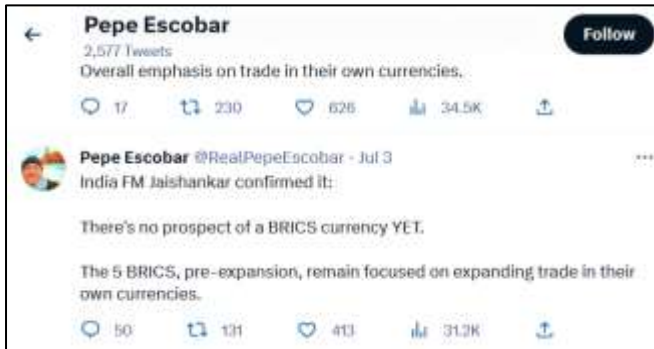 Pepe Escobar
Follow
2,577 Tweets
Overall emphasis on trade in their own currencies.
17 230 626 34.5K
Pepe Escobar @RealPepeEscobar · Jul 3
India FM Jaishankar confirmed it:
There's no prospect of a BRICS currency YET.
The 5 BRICS, pre-expansion, remain focused on expanding trade in their
own currencies.
50 131 413 31.2K